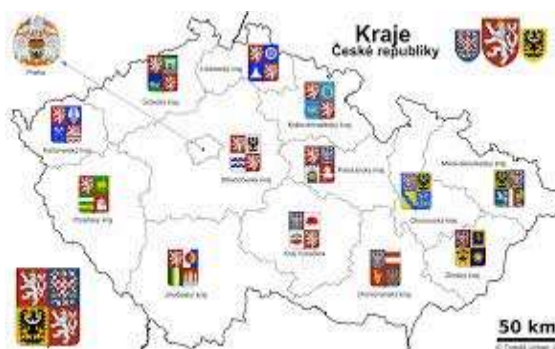 Kraje
České republiky
Praha
Liberecký kraj
Ústecký kraj
Královéhradecký kraj
Karlovarský kraj
Středočeský kraj
Pardubický kraj
Moravskoslezský kraj
Plzeňský kraj
Olomoucký kraj
Kraj Vysočina
Zlínský kraj
Jihočeský kraj
Jihomoravský kraj
50 km